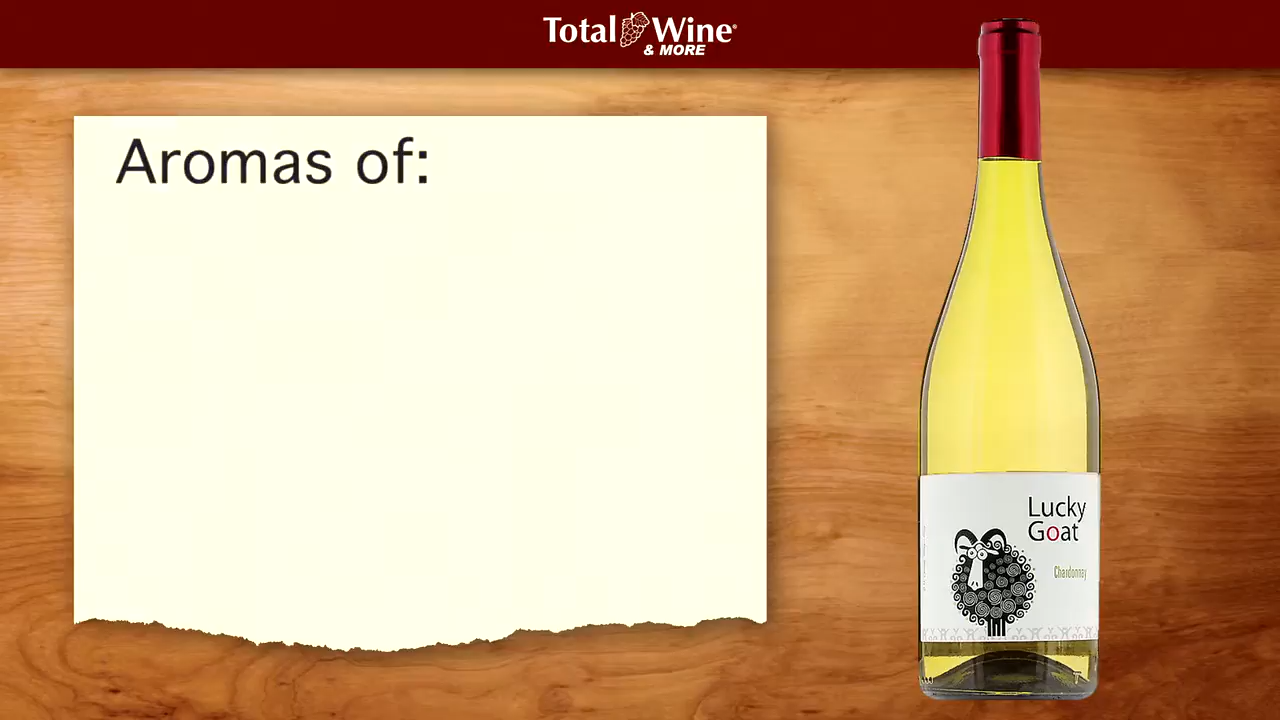 Total Wine
& MORE
Aromas of:
Lucky
Goat
Chardonnay